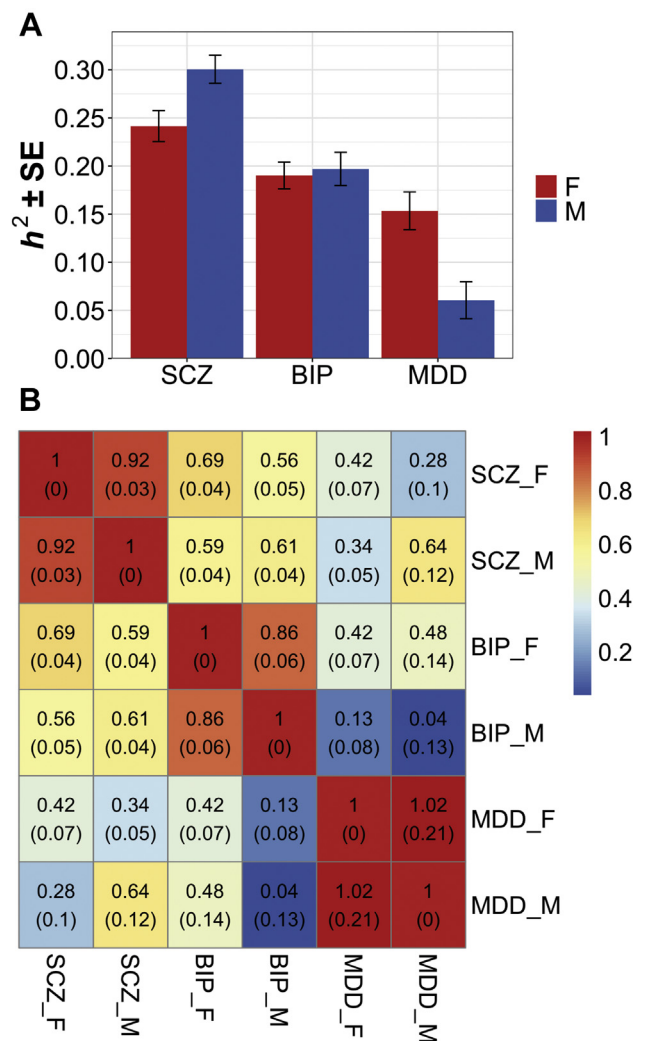 A
h² ± SE
0.30
0.25
0.20
0.15
0.10
0.05
0.00
SCZ BIP MDD
F
M
B
1 0.92 0.69 0.56 0.42 0.28
(0) (0.03) (0.04) (0.05) (0.07) (0.1)
SCZ_F
0.92 1 0.59 0.61 0.34 0.64
(0.03) (0) (0.04) (0.04) (0.05) (0.12)
SCZ_M
0.69 0.59 1 0.86 0.42 0.48
(0.04) (0.04) (0) (0.06) (0.07) (0.14)
BIP_F
0.56 0.61 0.86 1 0.13 0.04
(0.05) (0.04) (0.06) (0) (0.08) (0.13)
BIP_M
0.42 0.34 0.42 0.13 1 1.02
(0.07) (0.05) (0.07) (0.08) (0) (0.21)
MDD_F
0.28 0.64 0.48 0.04 1.02 1
(0.1) (0.12) (0.14) (0.13) (0.21) (0)
MDD_M
SCZ_F
SCZ_M
BIP_F
BIP_M
MDD_F
MDD_M
1
0.8
0.6
0.4
0.2